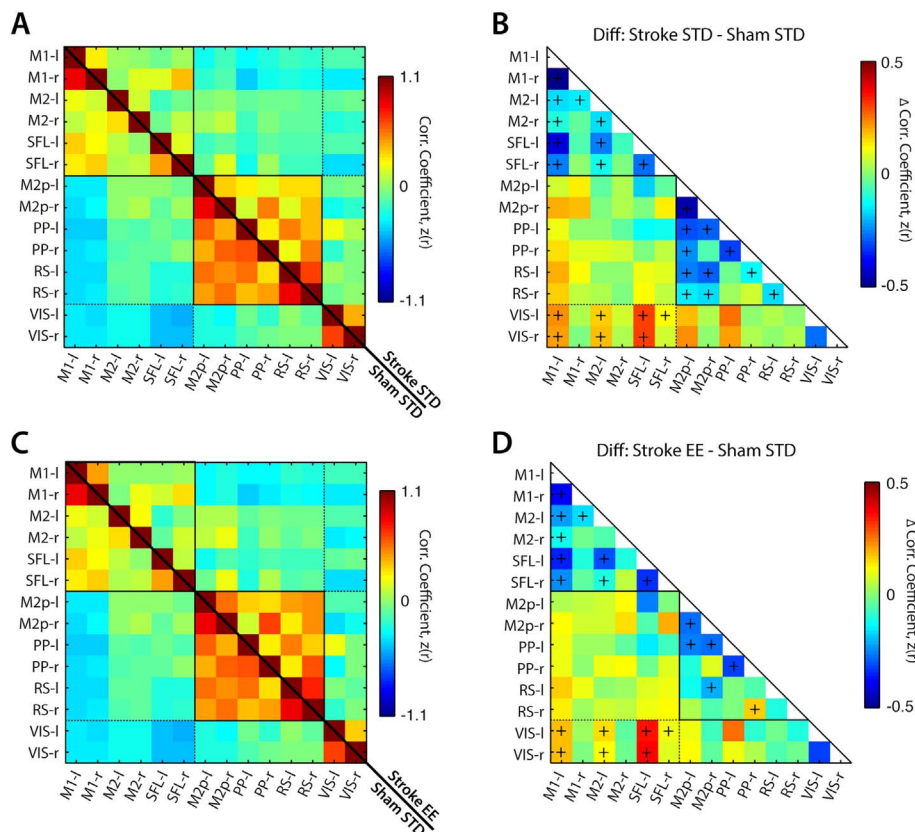 A
M1-l
M1-r
M2-l
M2-r
SFL-l
SFL-r
M2p-l
M2p-r
PP-l
PP-r
RS-l
RS-r
VIS-l
VIS-r
M1-l M1-r M2-l M2-r SFL-l SFL-r M2p-l M2p-r PP-l PP-r RS-l RS-r VIS-l VIS-r
Stroke STD
Sham STD
1.1
0
-1.1
Corr. Coefficient, z(r)
B
Diff: Stroke STD - Sham STD
M1-l
M1-r
M2-l
M2-r
SFL-l
SFL-r
M2p-l
M2p-r
PP-l
PP-r
RS-l
RS-r
VIS-l
VIS-r
M1-l M1-r M2-l M2-r SFL-l SFL-r M2p-l M2p-r PP-l PP-r RS-l RS-r VIS-l VIS-r
0.5
0
-0.5
Δ Corr. Coefficient, z(r)
C
M1-l
M1-r
M2-l
M2-r
SFL-l
SFL-r
M2p-l
M2p-r
PP-l
PP-r
RS-l
RS-r
VIS-l
VIS-r
M1-l M1-r M2-l M2-r SFL-l SFL-r M2p-l M2p-r PP-l PP-r RS-l RS-r VIS-l VIS-r
Stroke EE
Sham STD
1.1
0
-1.1
Corr. Coefficient, z(r)
D
Diff: Stroke EE - Sham STD
M1-l
M1-r
M2-l
M2-r
SFL-l
SFL-r
M2p-l
M2p-r
PP-l
PP-r
RS-l
RS-r
VIS-l
VIS-r
M1-l M1-r M2-l M2-r SFL-l SFL-r M2p-l M2p-r PP-l PP-r RS-l RS-r VIS-l VIS-r
0.5
0
-0.5
Δ Corr. Coefficient, z(r)